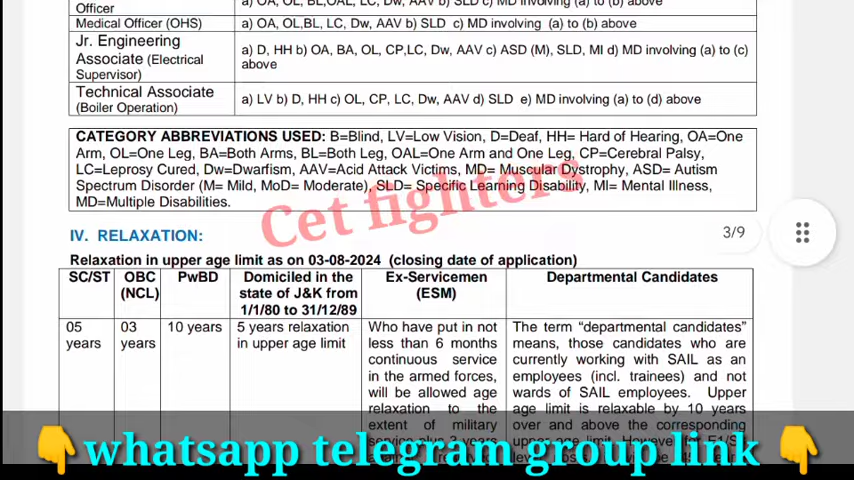 a) OA, OL, BL,OAL, LC, Dw, AAV b) SLD c) MD involving (a) to (b) above
Officer
Medical Officer (OHS)
a) OA, OL,BL, LC, Dw, AAV b) SLD c) MD involving (a) to (b) above
Jr. Engineering
Associate (Electrical
Supervisor)
a) D, HH b) OA, BA, OL, CP,LC, Dw, AAV c) ASD (M), SLD, MI d) MD involving (a) to (c)
above
Technical Associate
(Boiler Operation)
a) LV b) D, HH c) OL, CP, LC, Dw, AAV d) SLD e) MD involving (a) to (d) above
CATEGORY ABBREVIATIONS USED: B=Blind, LV=Low Vision, D=Deaf, HH= Hard of Hearing, OA=One
Arm, OL=One Leg, BA=Both Arms, BL=Both Leg, OAL=One Arm and One Leg, CP=Cerebral Palsy,
LC=Leprosy Cured, Dw=Dwarfism, AAV=Acid Attack Victims, MD= Muscular Dystrophy, ASD= Autism
Spectrum Disorder (M= Mild, MoD= Moderate), SLD= Specific Learning Disability, MI= Mental Illness,
MD=Multiple Disabilities.
Cet fighters
3/9
IV. RELAXATION:
Relaxation in upper age limit as on 03-08-2024 (closing date of application)
SC/ST
OBC
(NCL)
PwBD
Domiciled in the
state of J&K from
1/1/80 to 31/12/89
Ex-Servicemen
(ESM)
Departmental Candidates
05
years
03
years
10 years
5 years relaxation
in upper age limit
Who have put in not
less than 6 months
continuous service
in the armed forces,
will be allowed age
relaxation to the
extent of military
service plus 3 years
The term “departmental candidates”
means, those candidates who are
currently working with SAIL as an
employees (incl. trainees) and not
wards of SAIL employees. Upper
age limit is relaxable by 10 years
over and above the corresponding
upper age limit. However for E1/S1
👇whatsapp telegram group link 👇